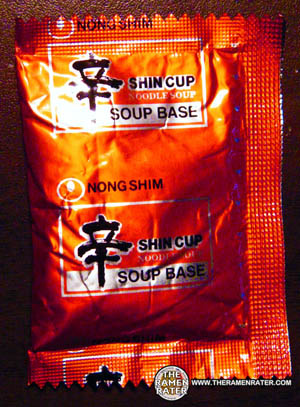 NONG SHIM
辛 SHIN CUP
NOODLE SOUP
SOUP BASE
NONG SHIM
辛 SHIN CUP
NOODLE SOUP
SOUP BASE
辛
THE
RAMEN
RATER
WWW.THERAMENRATER.COM